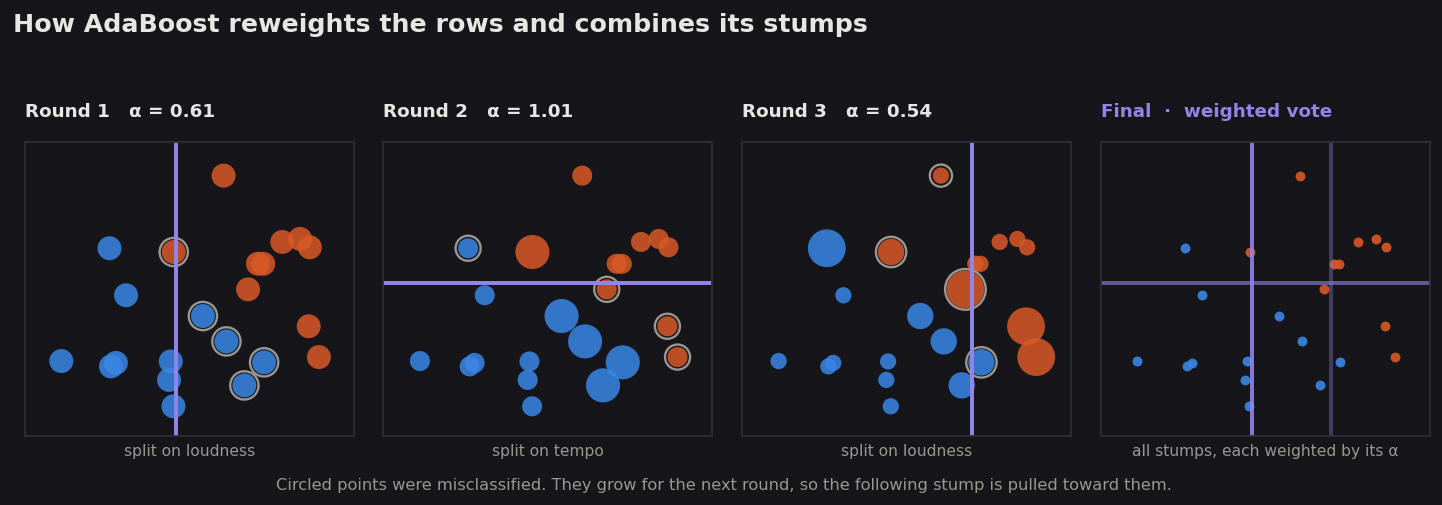 How AdaBoost reweights the rows and combines its stumps
Round 1   α = 0.61
Round 2   α = 1.01
Round 3   α = 0.54
Final  ·  weighted vote
split on loudness
split on tempo
split on loudness
all stumps, each weighted by its α
Circled points were misclassified. They grow for the next round, so the following stump is pulled toward them.